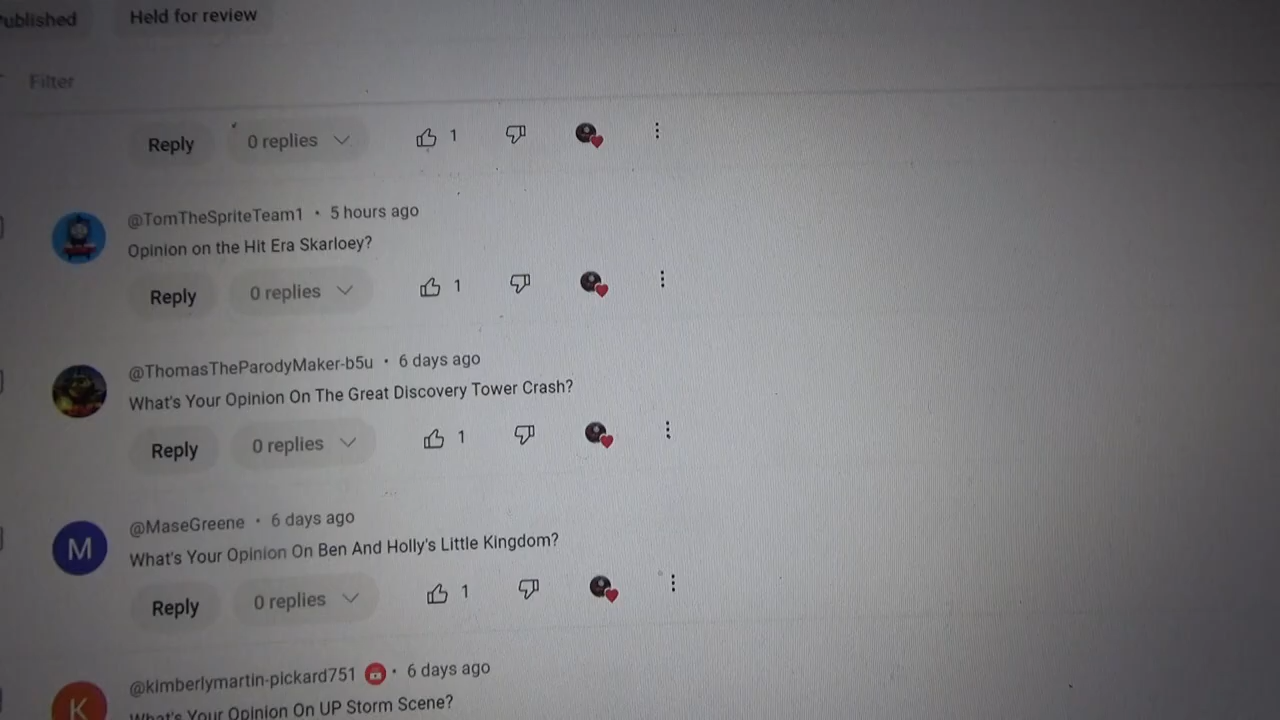 Published Held for review
Filter
Reply 0 replies 1
@TomTheSpriteTeam1 • 5 hours ago
Opinion on the Hit Era Skarloey?
Reply 0 replies 1
@ThomasTheParodyMaker-b5u • 6 days ago
What's Your Opinion On The Great Discovery Tower Crash?
Reply 0 replies 1
M
@MaseGreene • 6 days ago
What's Your Opinion On Ben And Holly's Little Kingdom?
Reply 0 replies 1
K
@kimberlymartin-pickard751 • 6 days ago
What's Your Opinion On UP Storm Scene?